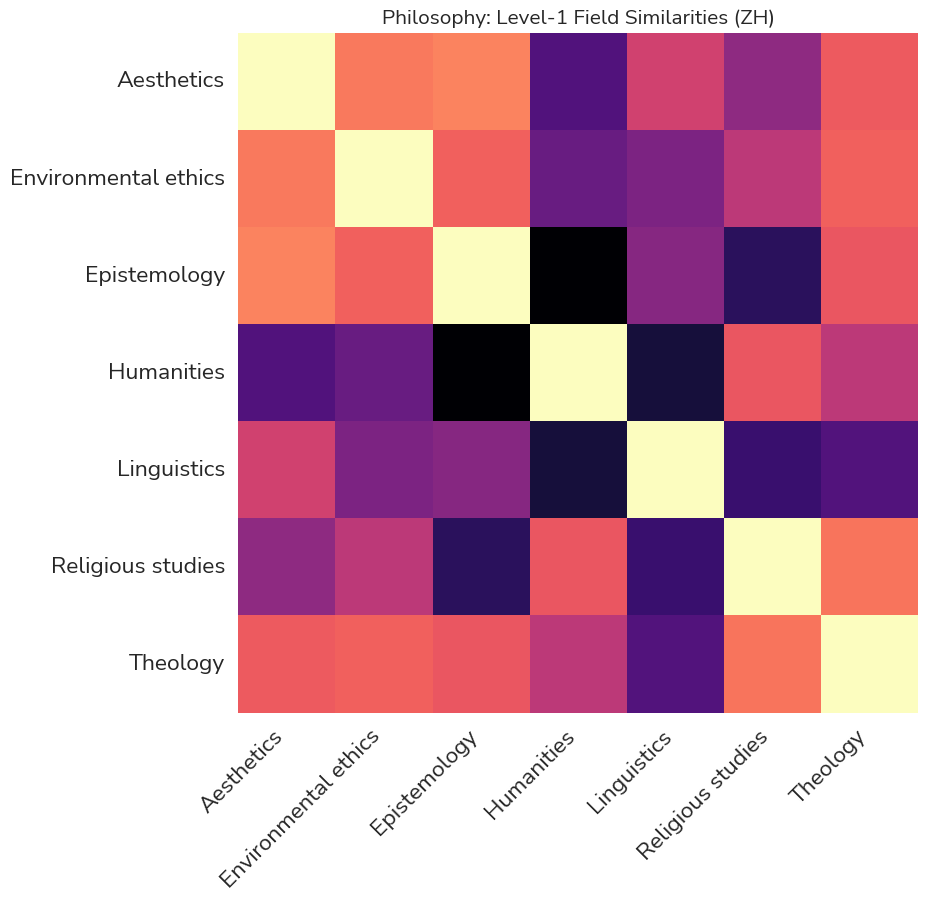 Philosophy: Level-1 Field Similarities (ZH)
Aesthetics
Environmental ethics
Epistemology
Humanities
Linguistics
Religious studies
Theology
Aesthetics
Environmental ethics
Epistemology
Humanities
Linguistics
Religious studies
Theology